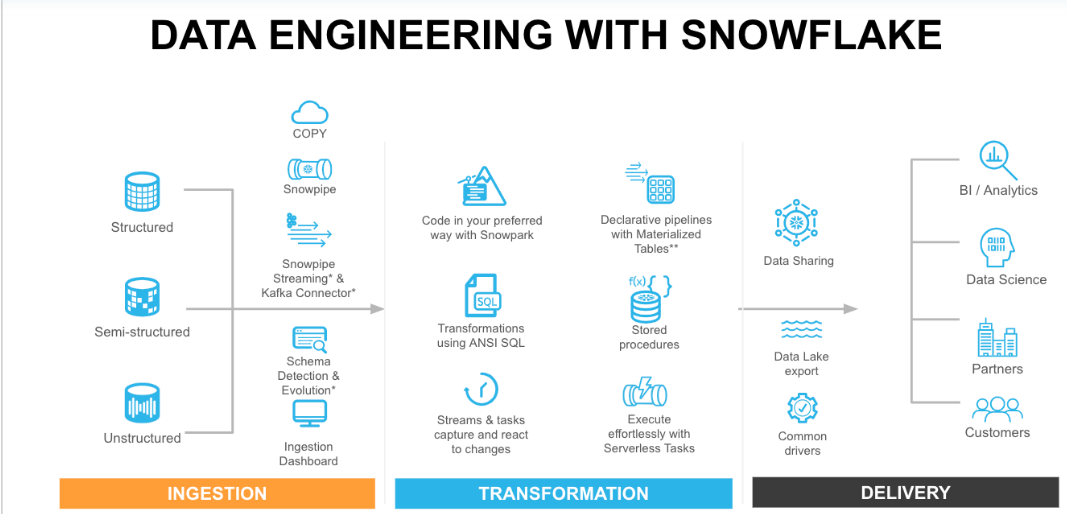 DATA ENGINEERING WITH SNOWFLAKE
Structured
Semi-structured
Unstructured
COPY
Snowpipe
Snowpipe
Streaming* &
Kafka Connector*
Schema
Detection &
Evolution*
Ingestion
Dashboard
INGESTION
Code in your preferred
way with Snowpark
SQL
Transformations
using ANSI SQL
Streams & tasks
capture and react
to changes
Declarative pipelines
with Materialized
Tables**
f(x) { }
Stored
procedures
Execute
effortlessly with
Serverless Tasks
TRANSFORMATION
Data Sharing
Data Lake
export
Common
drivers
BI / Analytics
Data Science
Partners
Customers
DELIVERY